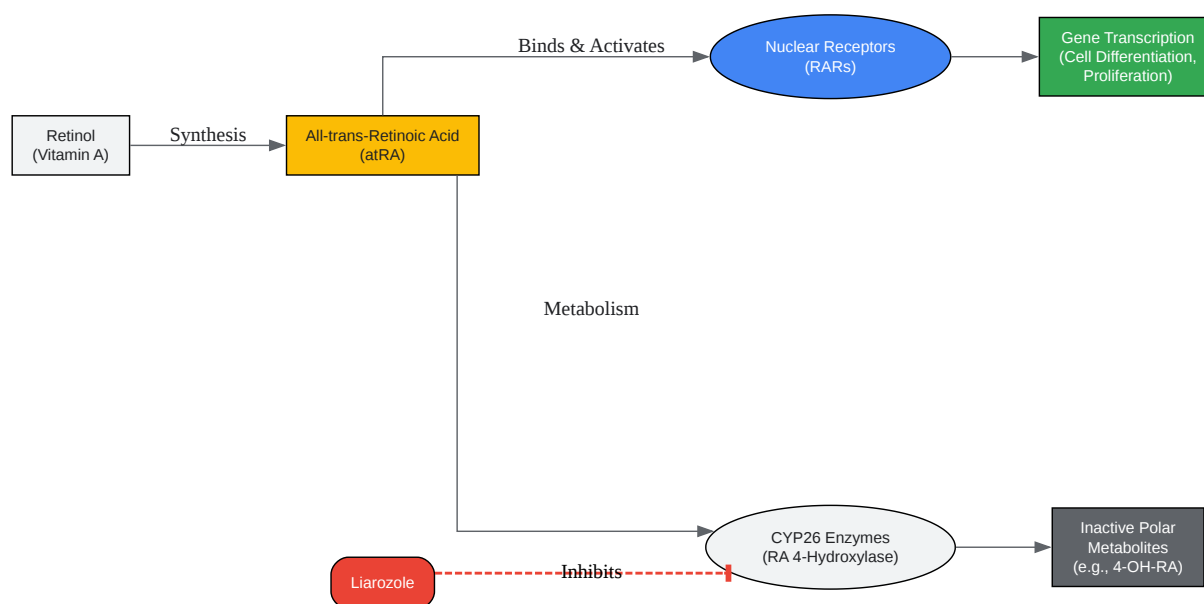 Binds & Activates
Nuclear Receptors
(RARs)
Gene Transcription
(Cell Differentiation,
Proliferation)
Retinol
(Vitamin A)
Synthesis
All-trans-Retinoic Acid
(atRA)
Metabolism
CYP26 Enzymes
(RA 4-Hydroxylase)
Inactive Polar
Metabolites
(e.g., 4-OH-RA)
Liarozole
Inhibits